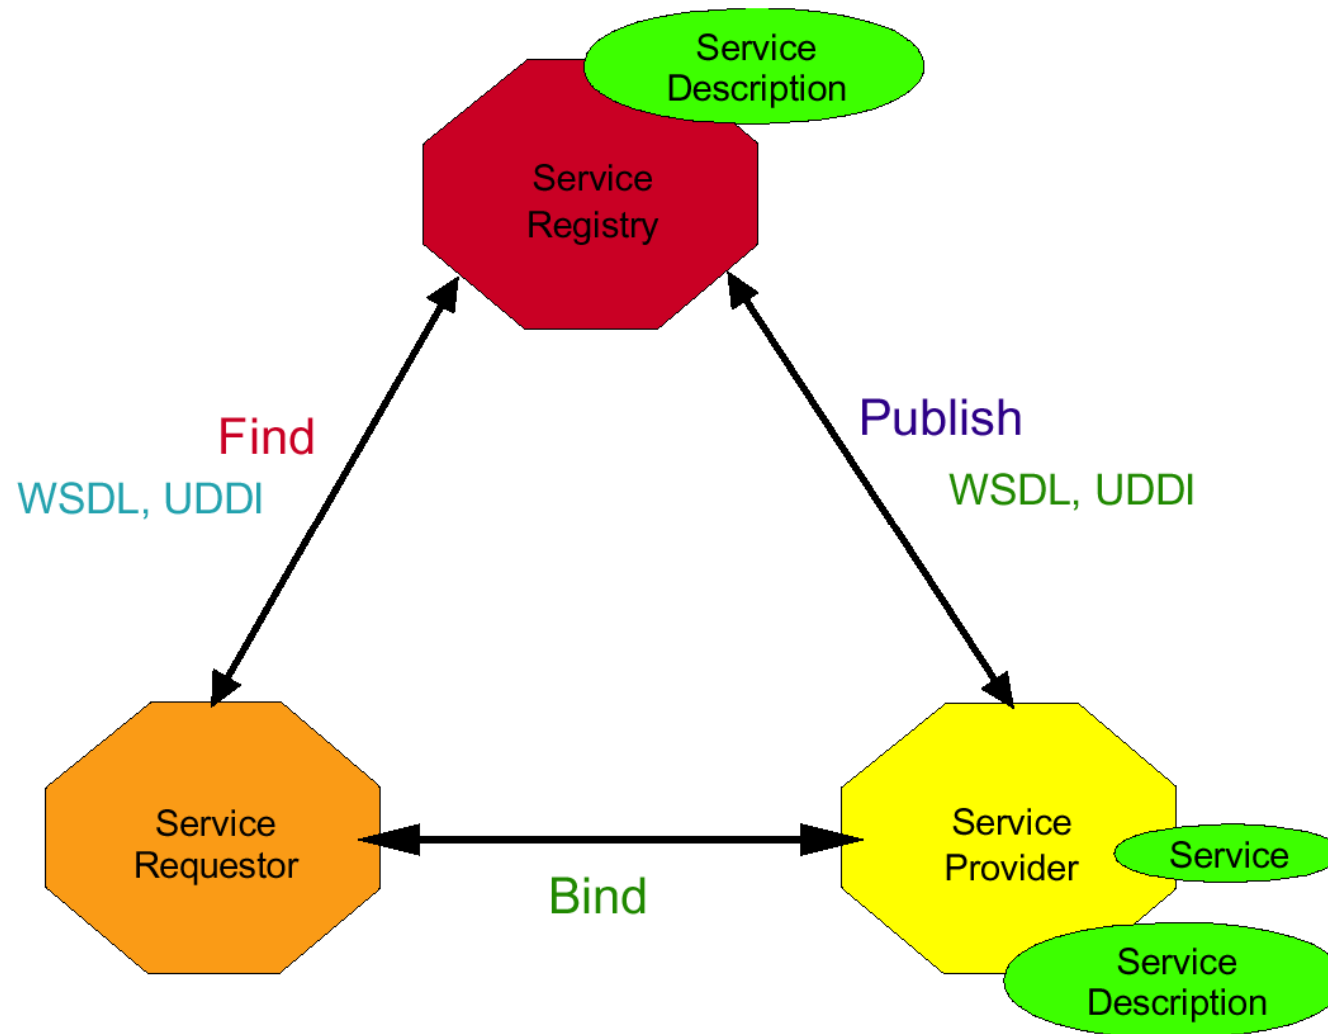 Service
Description
Service
Registry
Find
WSDL, UDDI
Publish
WSDL, UDDI
Service
Requestor
Bind
Service
Provider
Service
Service
Description